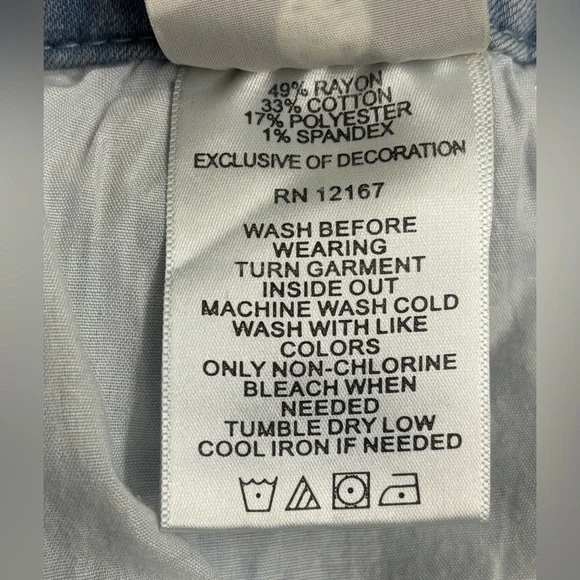 49% RAYON
33% COTTON
17% POLYESTER
1% SPANDEX
EXCLUSIVE OF DECORATION
RN 12167
WASH BEFORE
WEARING
TURN GARMENT
INSIDE OUT
MACHINE WASH COLD
WASH WITH LIKE
COLORS
ONLY NON-CHLORINE
BLEACH WHEN
NEEDED
TUMBLE DRY LOW
COOL IRON IF NEEDED